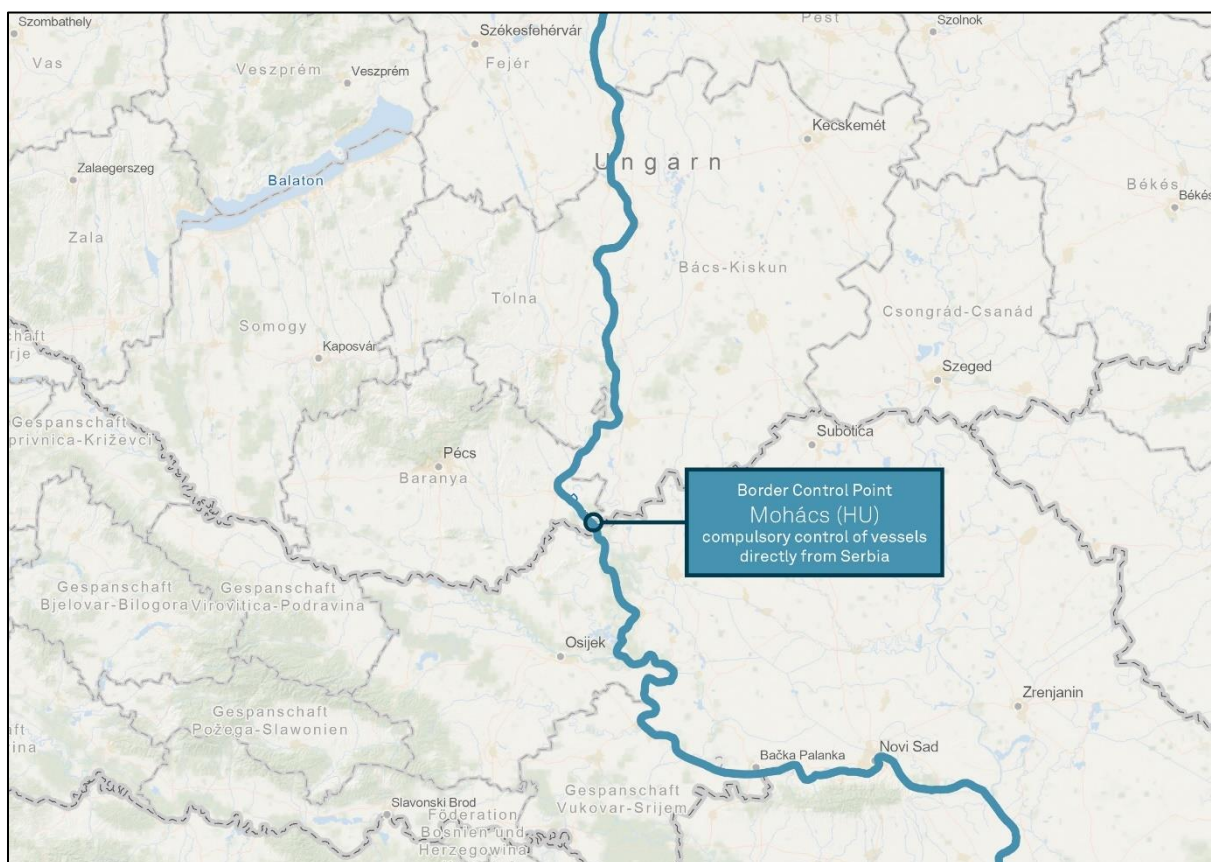 Szombathely
Székesfehérvár
Pest
Szolnok
Vas
Veszprém
Veszprém
Fejér
Kecskemét
Ungarn
Zalaegerszeg
Balaton
Békés
Békés
Zala
Bács-Kiskun
Tolna
Csongrád-Csanád
Somogy
Kaposvár
Szeged
Gespanschaft
privnica-Križevci
Subotica
Pécs
Baranya
Border Control Point
Mohács (HU)
compulsory control of vessels
directly from Serbia
Gespanschaft
Bjelovar-Bilogora
Gespanschaft
Virovitica-Podravina
Osijek
Zrenjanin
Gespanschaft
Požega-Slawonien
Novi Sad
Bačka Palanka
Gespanschaft
Vukovar-Srijem
Slavonski Brod
Föderation
Bosnien und
Herzegowina